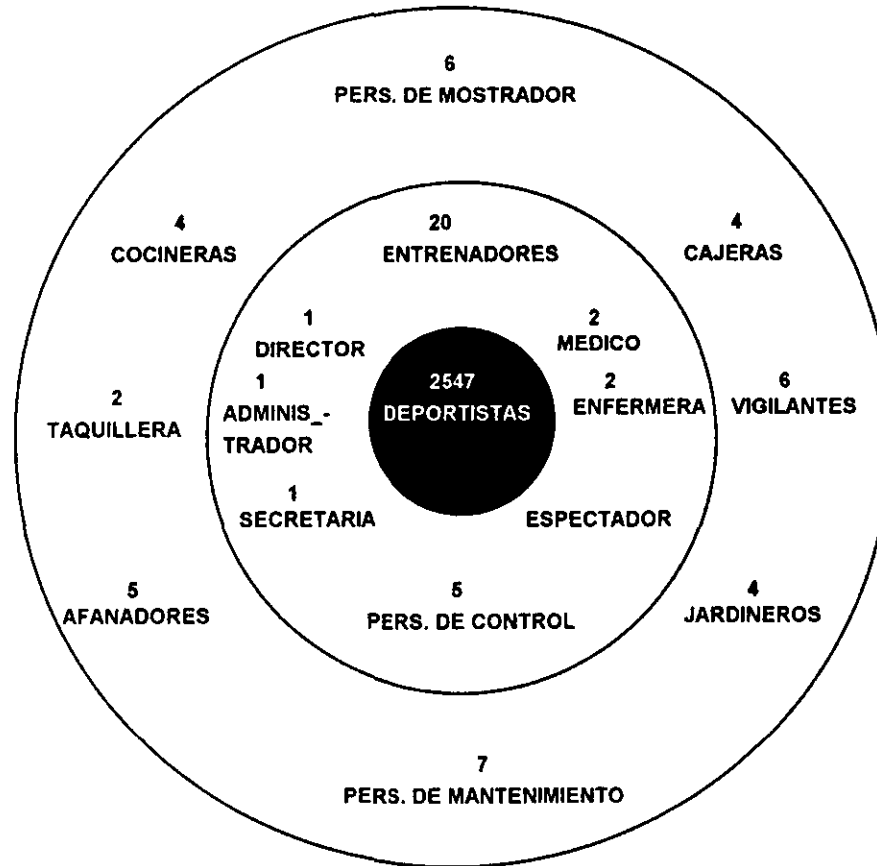 6
PERS. DE MOSTRADOR
4
COCINERAS
20
ENTRENADORES
4
CAJERAS
1
DIRECTOR
2
MEDICO
2547
DEPORTISTAS
1
ADMINIS_-
TRADOR
2
ENFERMERA
6
VIGILANTES
2
TAQUILLERA
1
SECRETARIA
ESPECTADOR
5
AFANADORES
5
PERS. DE CONTROL
4
JARDINEROS
7
PERS. DE MANTENIMIENTO